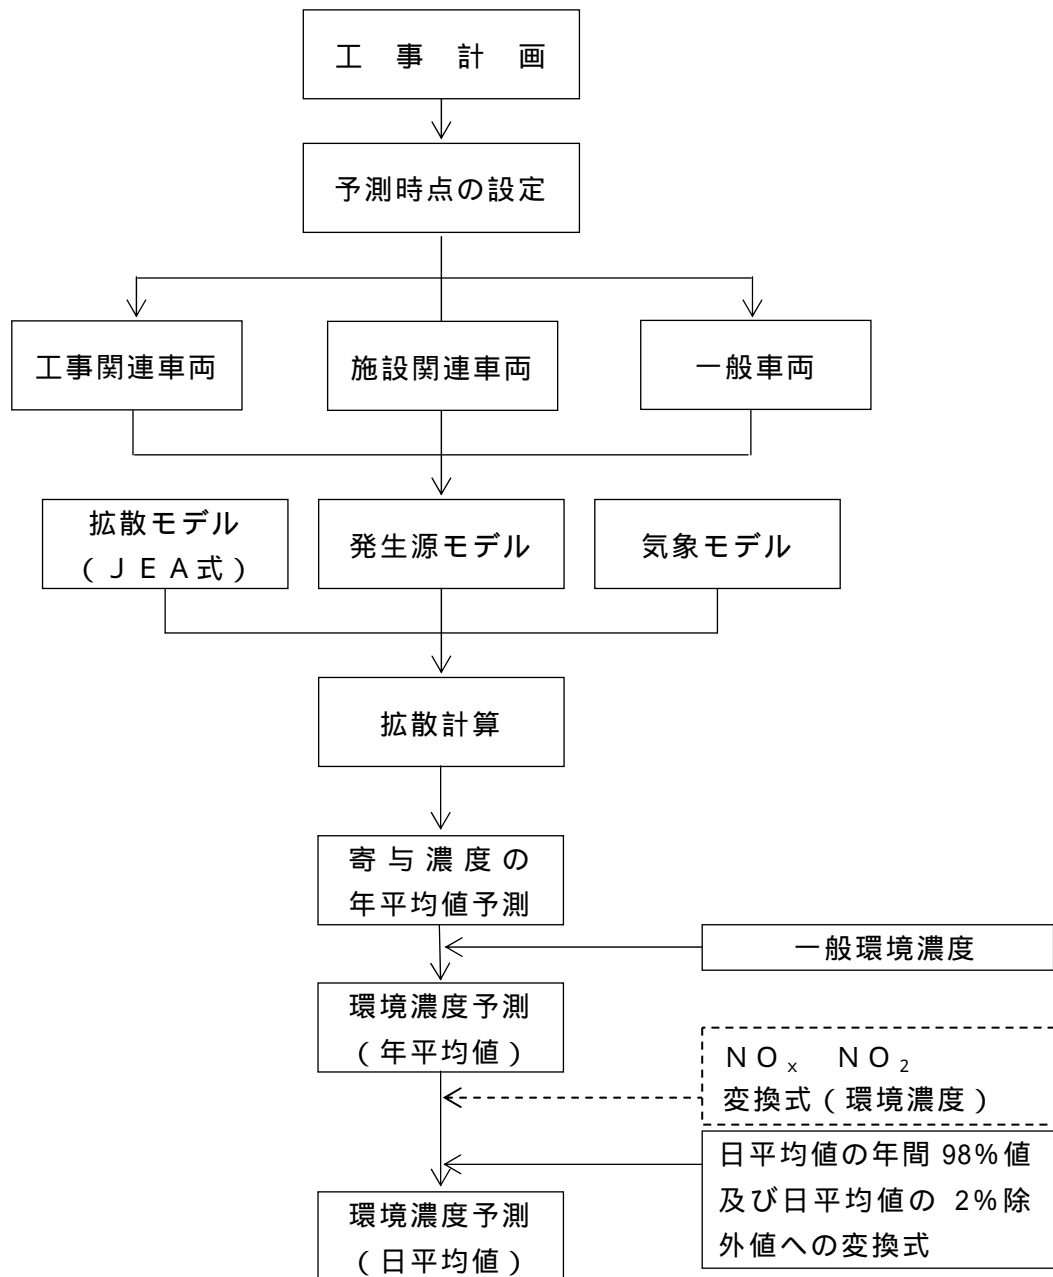 工事計画
予測時点の設定
工事関連車両
施設関連車両
一般車両
拡散モデル
（ＪＥＡ式）
発生源モデル
気象モデル
拡散計算
寄与濃度の
年平均値予測
一般環境濃度
環境濃度予測
（年平均値）
ＮＯx　ＮＯ2
変換式（環境濃度）
日平均値の年間 98%値
及び日平均値の 2%除
外値への変換式
環境濃度予測
（日平均値）